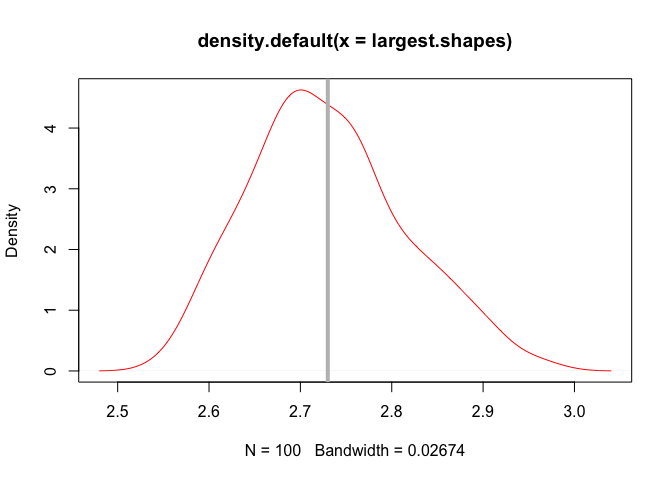 density.default(x = largest.shapes)
Density
4
3
2
1
0
2.5 2.6 2.7 2.8 2.9 3.0
N = 100 Bandwidth = 0.02674